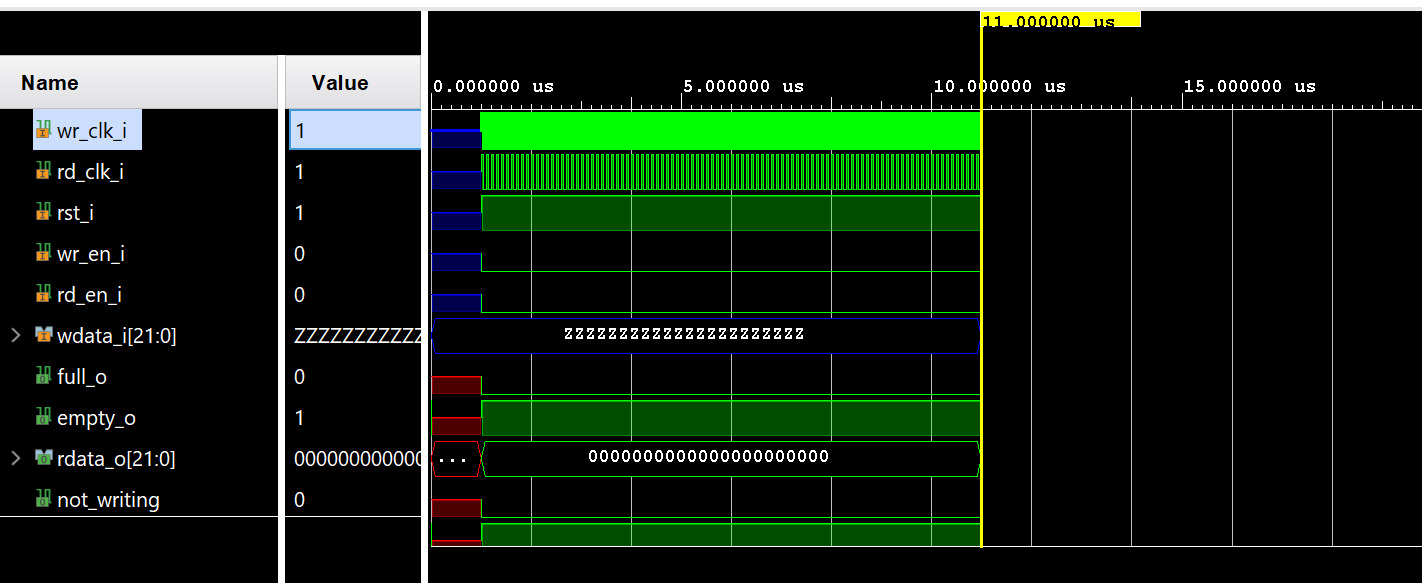 11.000000 us
Name Value
0.000000 us 5.000000 us 10.000000 us 15.000000 us
wr_clk_i 1
rd_clk_i 1
rst_i 1
wr_en_i 0
rd_en_i 0
wdata_i[21:0] ZZZZZZZZZZZZ ZZZZZZZZZZZZZZZZZZZZZZ
full_o 0
empty_o 1
rdata_o[21:0] 000000000000 ... 0000000000000000000000
not_writing 0